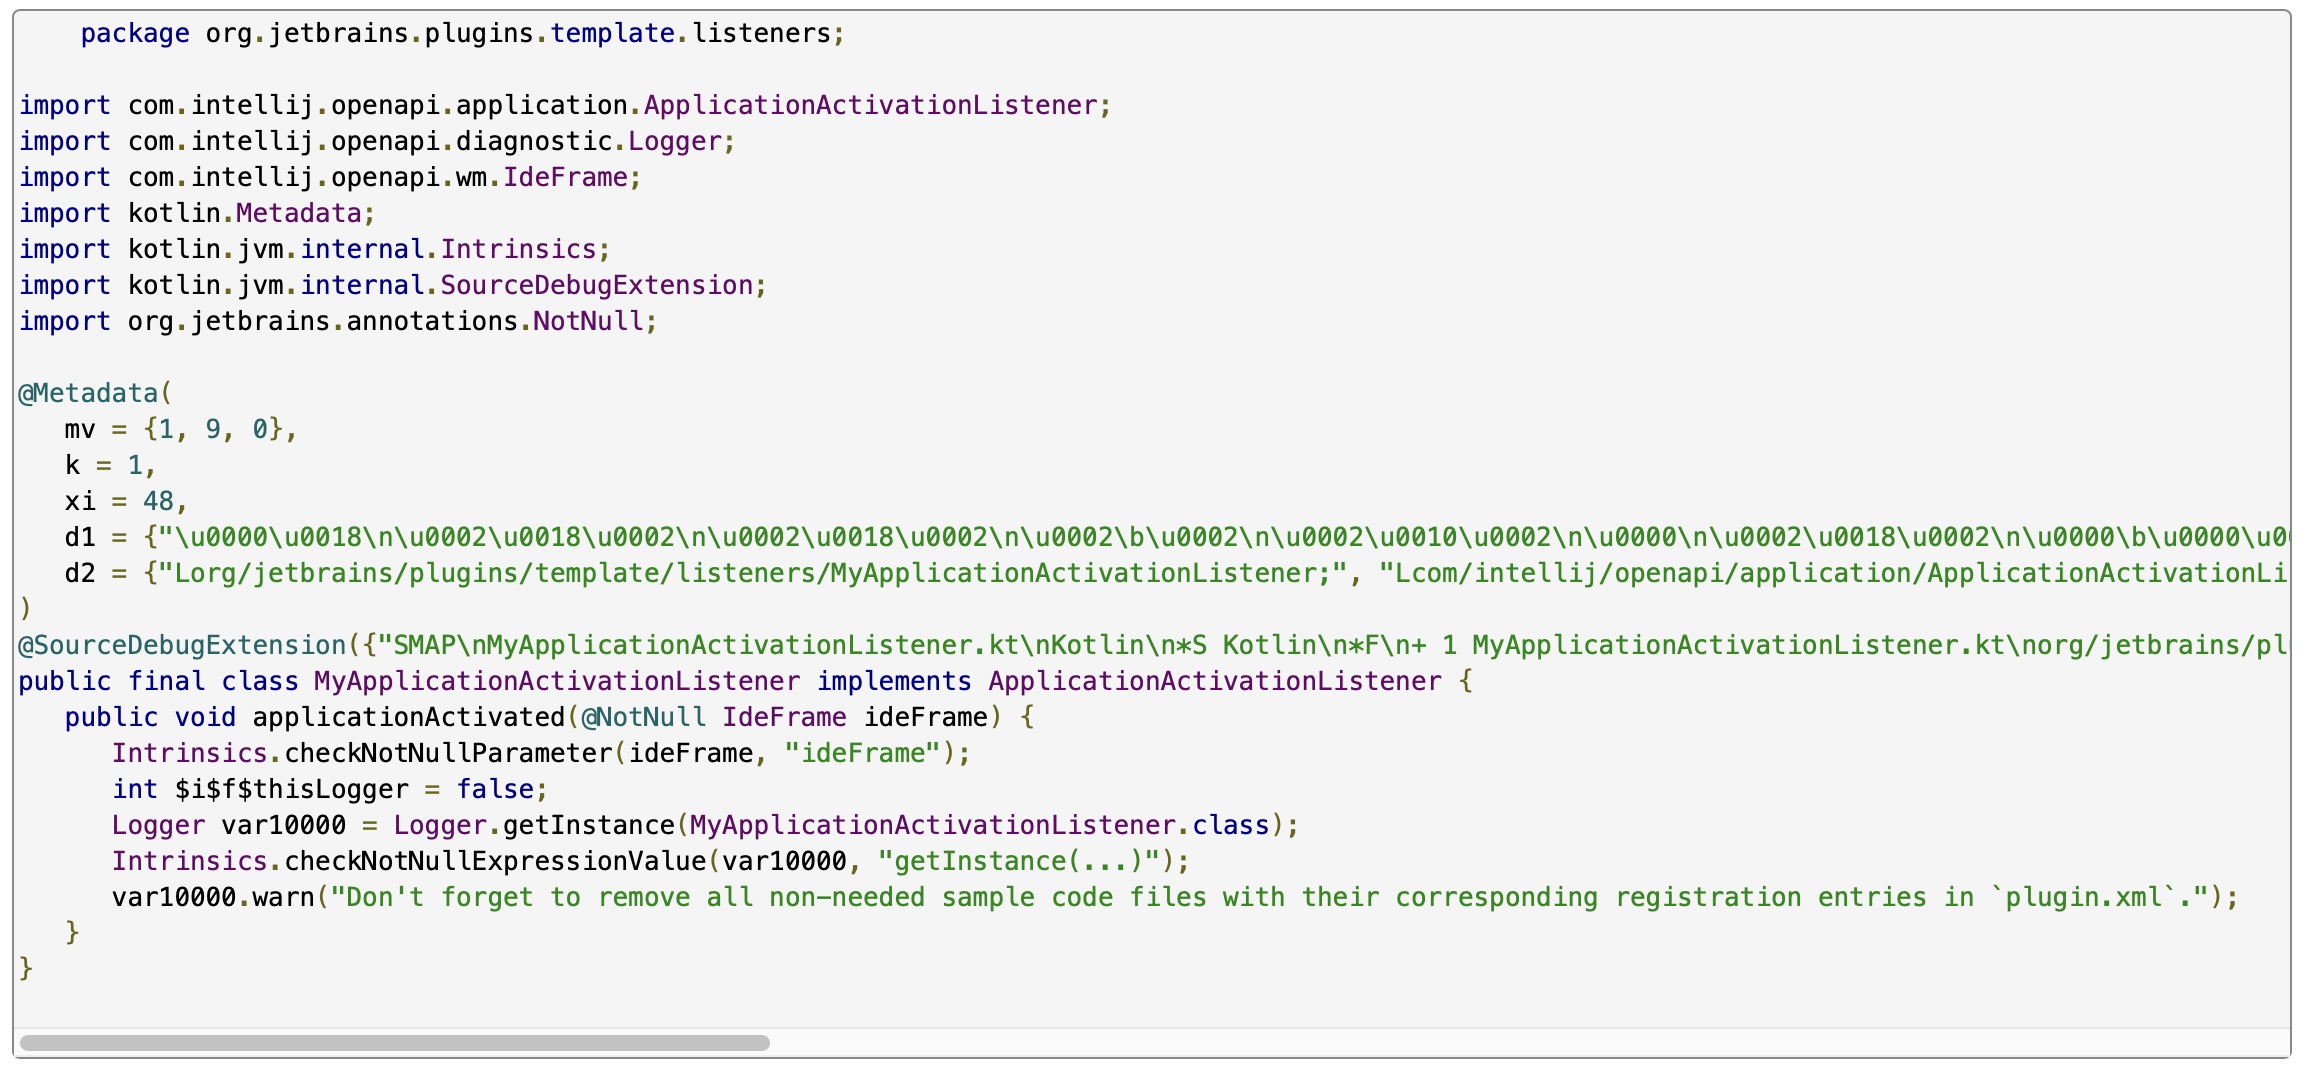 package org.jetbrains.plugins.template.listeners;
import com.intellij.openapi.application.ApplicationActivationListener;
import com.intellij.openapi.diagnostic.Logger;
import com.intellij.openapi.wm.IdeFrame;
import kotlin.Metadata;
import kotlin.jvm.internal.Intrinsics;
import kotlin.jvm.internal.SourceDebugExtension;
import org.jetbrains.annotations.NotNull;
@Metadata(
mv = {1, 9, 0},
k = 1,
xi = 48,
d1 = {"\u0000\u0018\n\u0002\u0018\u0002\n\u0002\u0018\u0002\n\u0002\b\u0002\n\u0002\u0010\u0002\n\u0000\n\u0002\u0018\u0002\n\u0000\b\u0000\u0
d2 = {"Lorg/jetbrains/plugins/template/listeners/MyApplicationActivationListener;", "Lcom/intellij/openapi/application/ApplicationActivationLi
)
@SourceDebugExtension({"SMAP\nMyApplicationActivationListener.kt\nKotlin\n*S Kotlin\n*F\n+ 1 MyApplicationActivationListener.kt\norg/jetbrains/pl
public final class MyApplicationActivationListener implements ApplicationActivationListener {
public void applicationActivated(@NotNull IdeFrame ideFrame) {
Intrinsics.checkNotNullParameter(ideFrame, "ideFrame");
int $i$f$thisLogger = false;
Logger var10000 = Logger.getInstance(MyApplicationActivationListener.class);
Intrinsics.checkNotNullExpressionValue(var10000, "getInstance(...)");
var10000.warn("Don't forget to remove all non-needed sample code files with their corresponding registration entries in `plugin.xml`.");
}
}